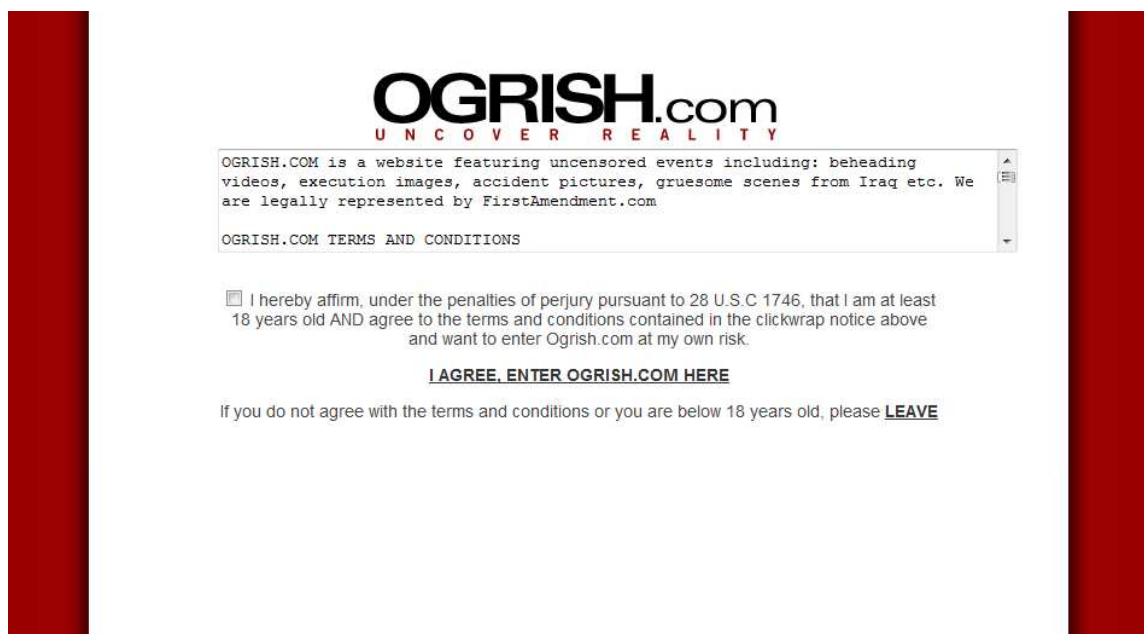 OGRISH.com
UNCOVER REALITY
OGRISH.COM is a website featuring uncensored events including: beheading
videos, execution images, accident pictures, gruesome scenes from Iraq etc. We
are legally represented by FirstAmendment.com
OGRISH.COM TERMS AND CONDITIONS
I hereby affirm, under the penalties of perjury pursuant to 28 U.S.C 1746, that I am at least
18 years old AND agree to the terms and conditions contained in the clickwrap notice above
and want to enter Ogrish.com at my own risk.
I AGREE, ENTER OGRISH.COM HERE
If you do not agree with the terms and conditions or you are below 18 years old, please LEAVE